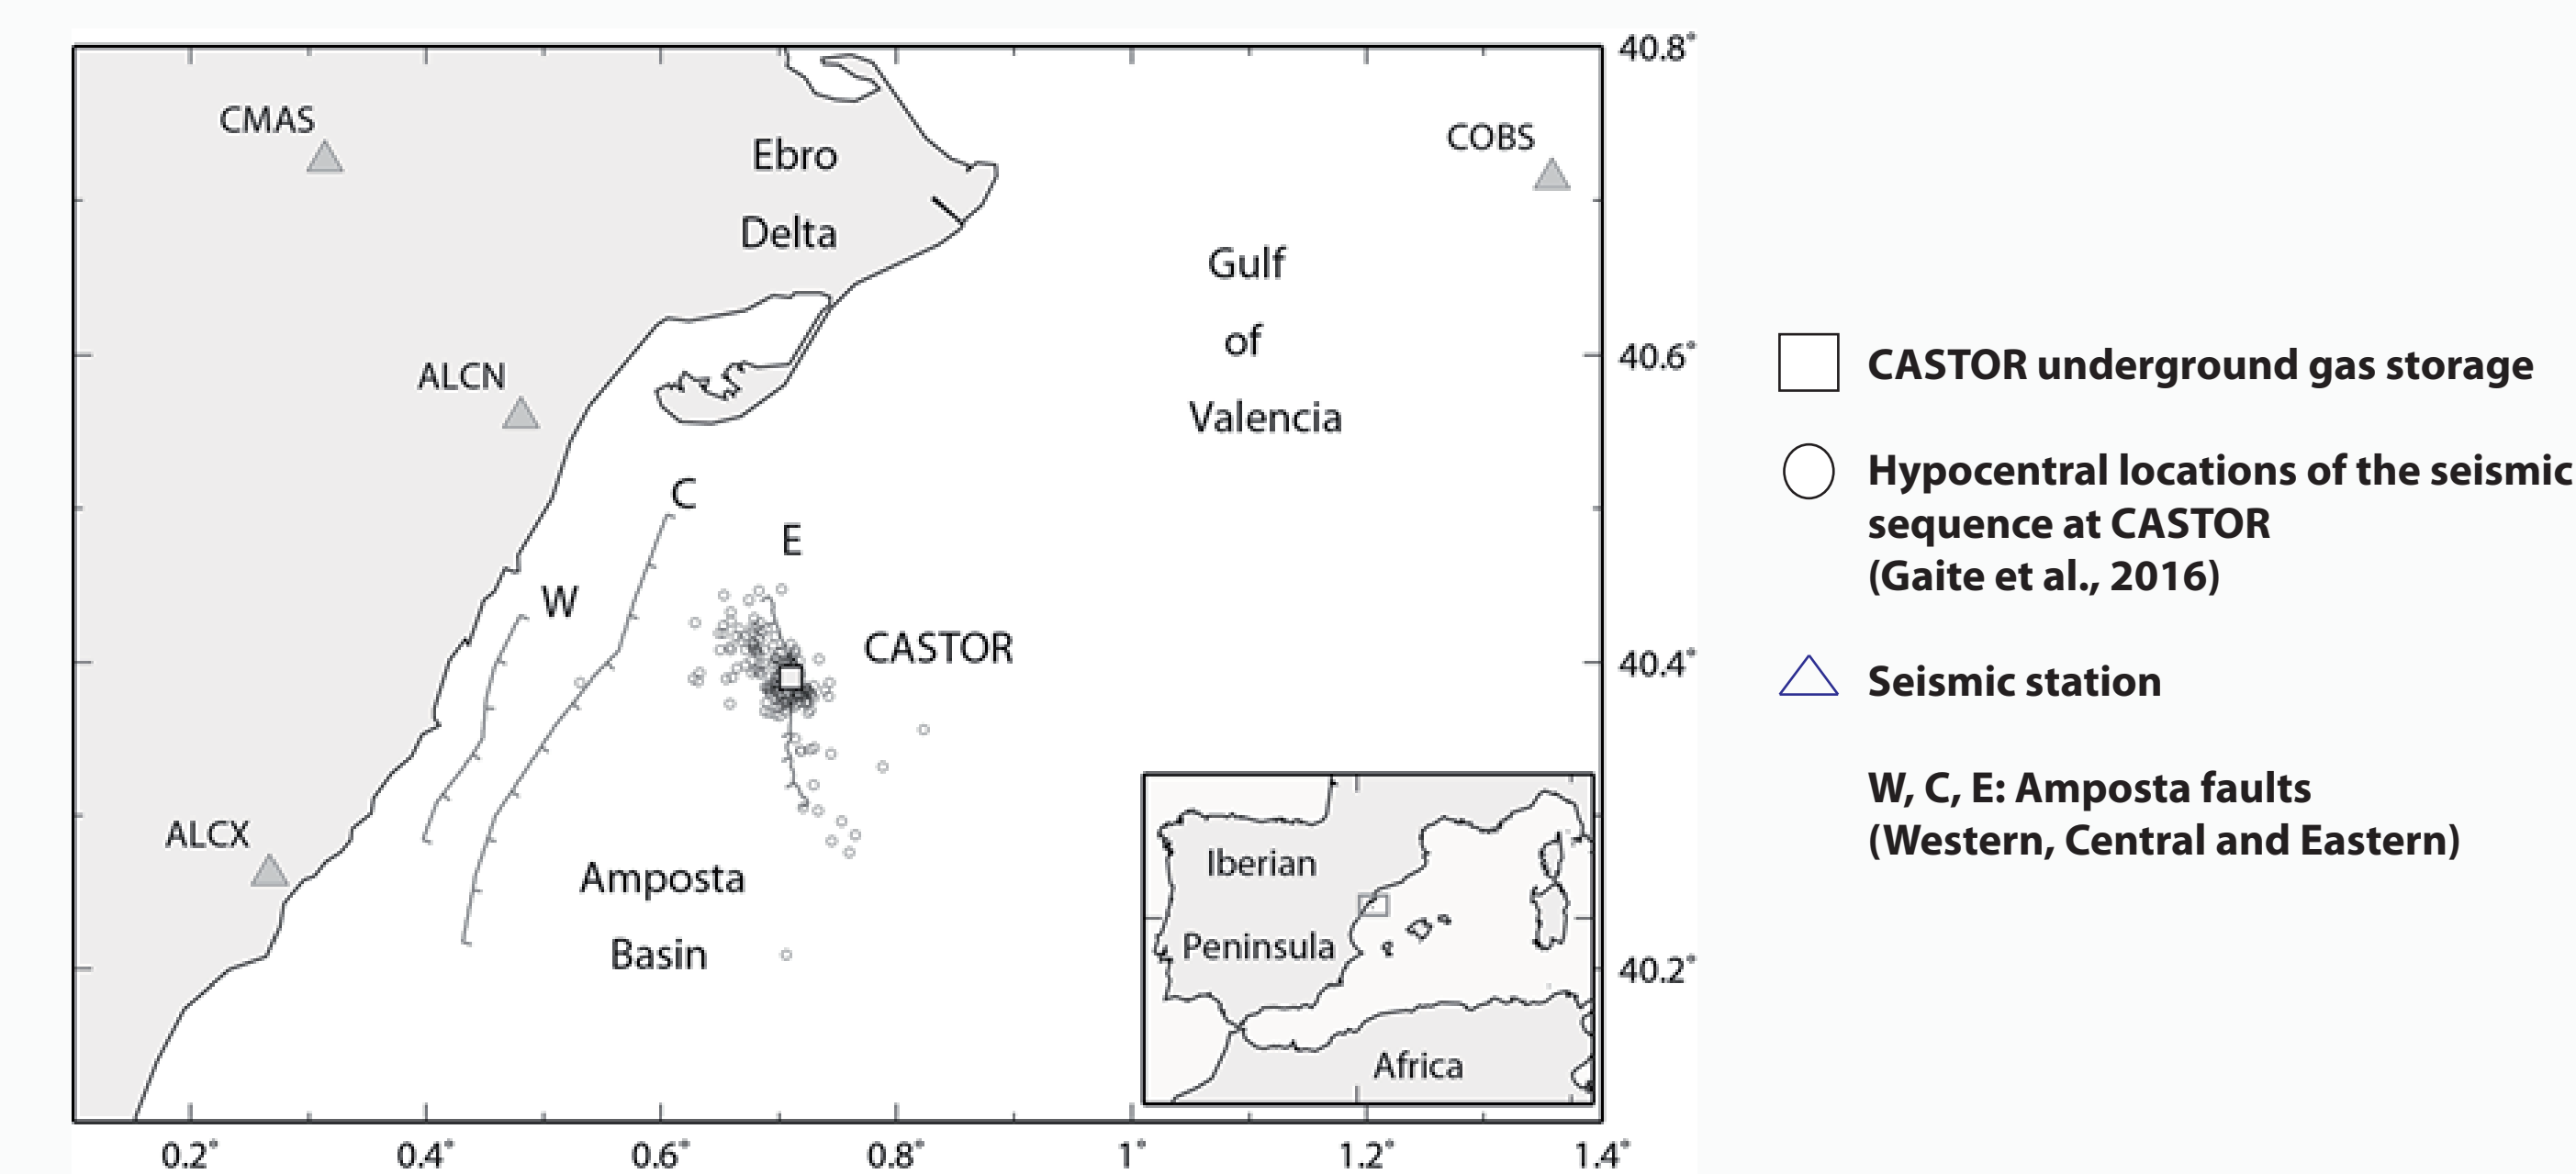 40.8°
CMAS
COBS
Ebro
Delta
Gulf
of
Valencia
40.6°
ALCN
C
E
W
CASTOR
40.4°
ALCX
Amposta
Basin
Iberian
Peninsula
Africa
40.2°
0.2°
0.4°
0.6°
0.8°
1°
1.2°
1.4°
CASTOR underground gas storage
Hypocentral locations of the seismic
sequence at CASTOR
(Gaite et al., 2016)
Seismic station
W, C, E: Amposta faults
(Western, Central and Eastern)